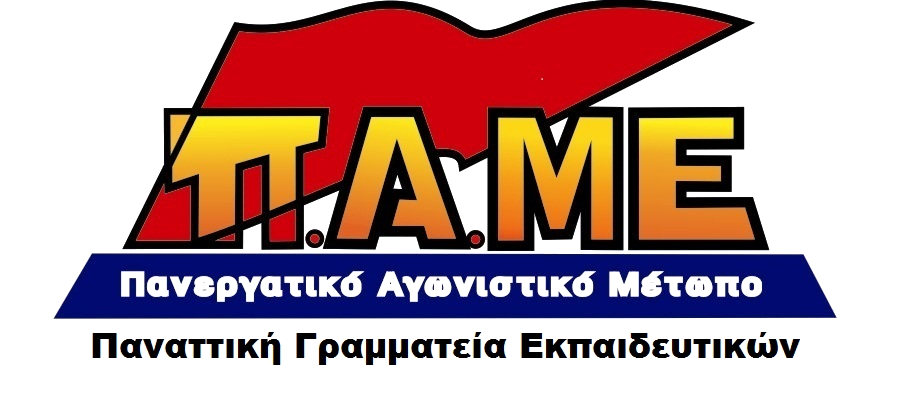 Π.Α.ΜΕ
Πανεργατικό Αγωνιστικό Μέτωπο
Παναττική Γραμματεία Εκπαιδευτικών